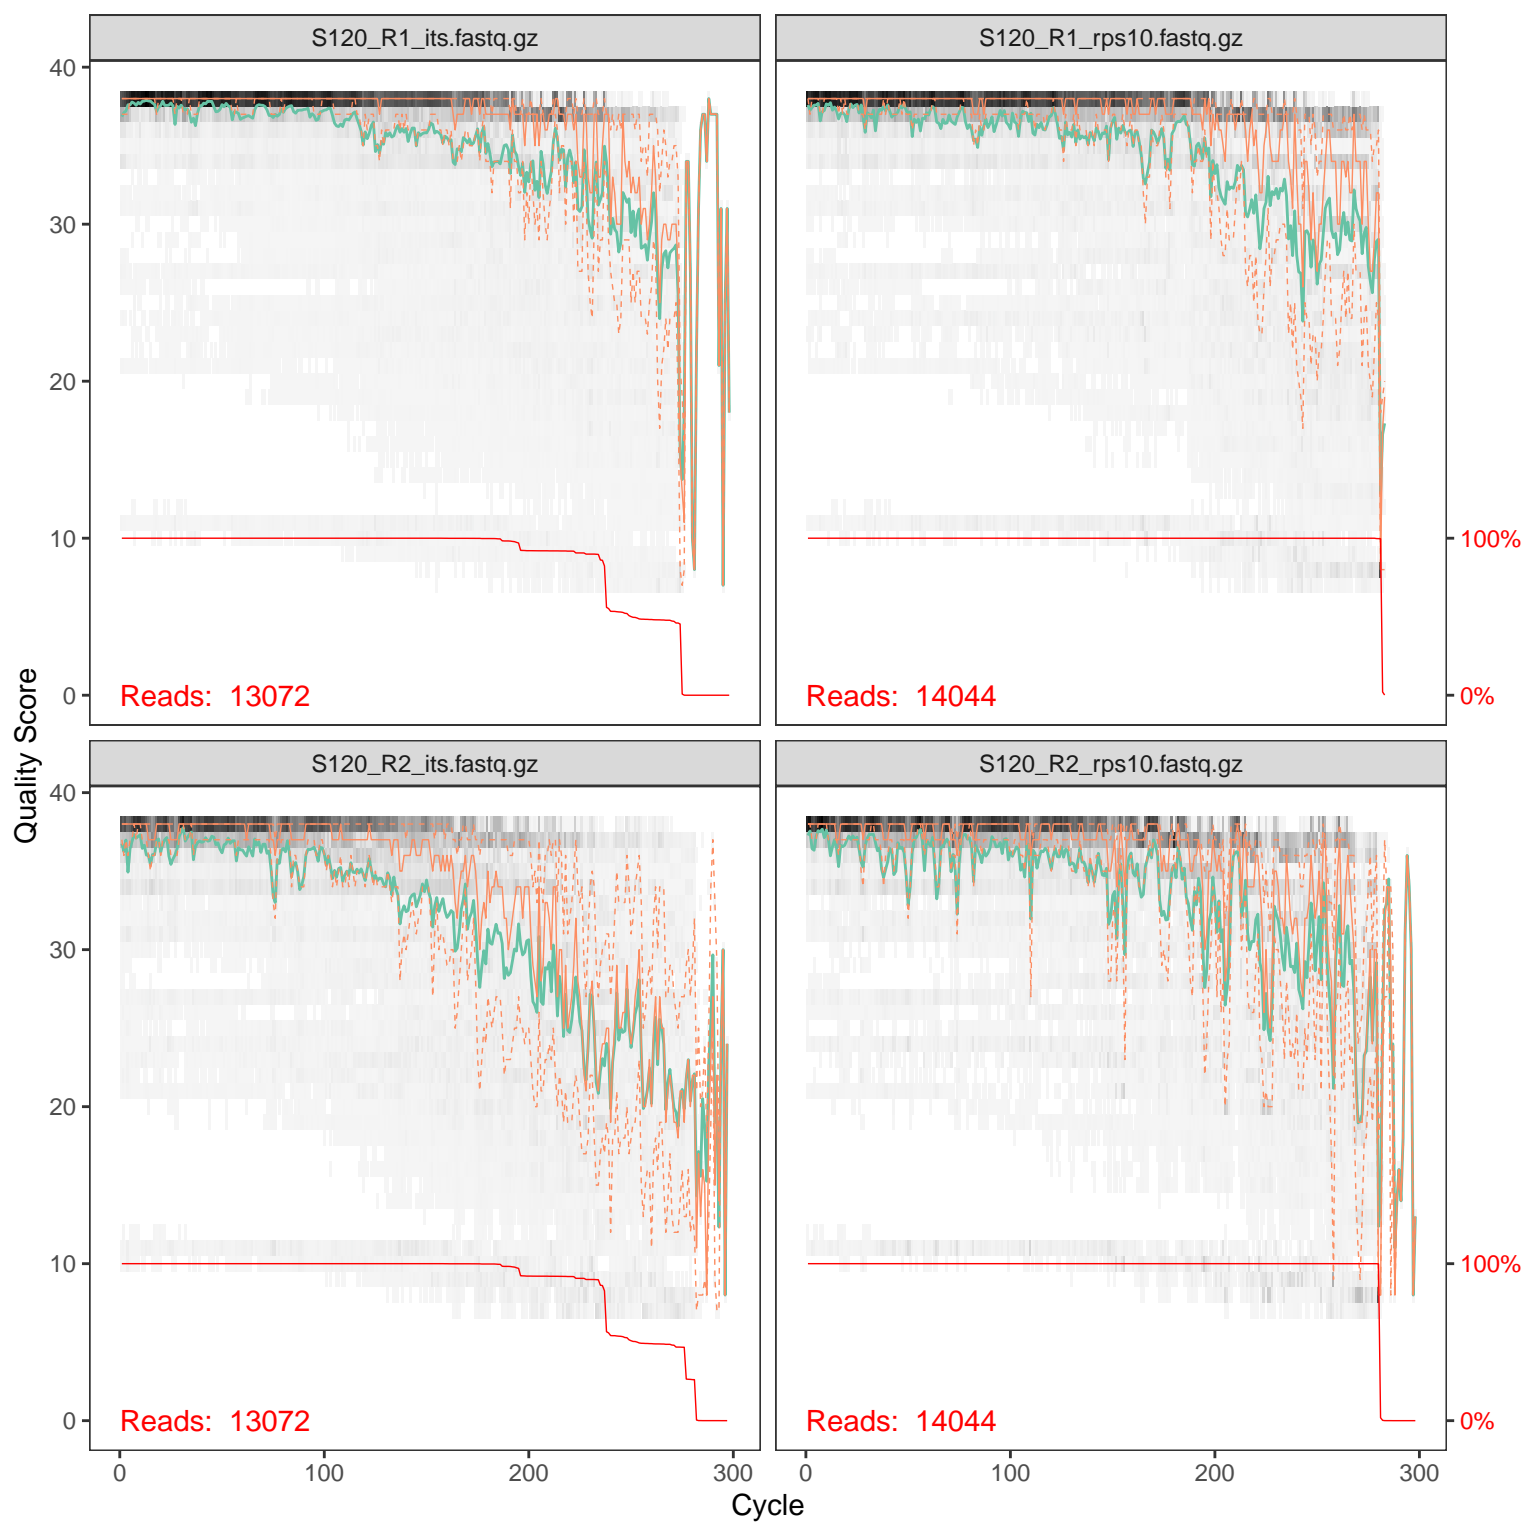 S120_R1_its.fastq.gz
S120_R1_rps10.fastq.gz
40
30
20
10
0
Reads: 13072
Reads: 14044
100%
0%
Quality Score
S120_R2_its.fastq.gz
S120_R2_rps10.fastq.gz
40
30
20
10
0
Reads: 13072
Reads: 14044
100%
0%
0 100 200 300
0 100 200 300
Cycle